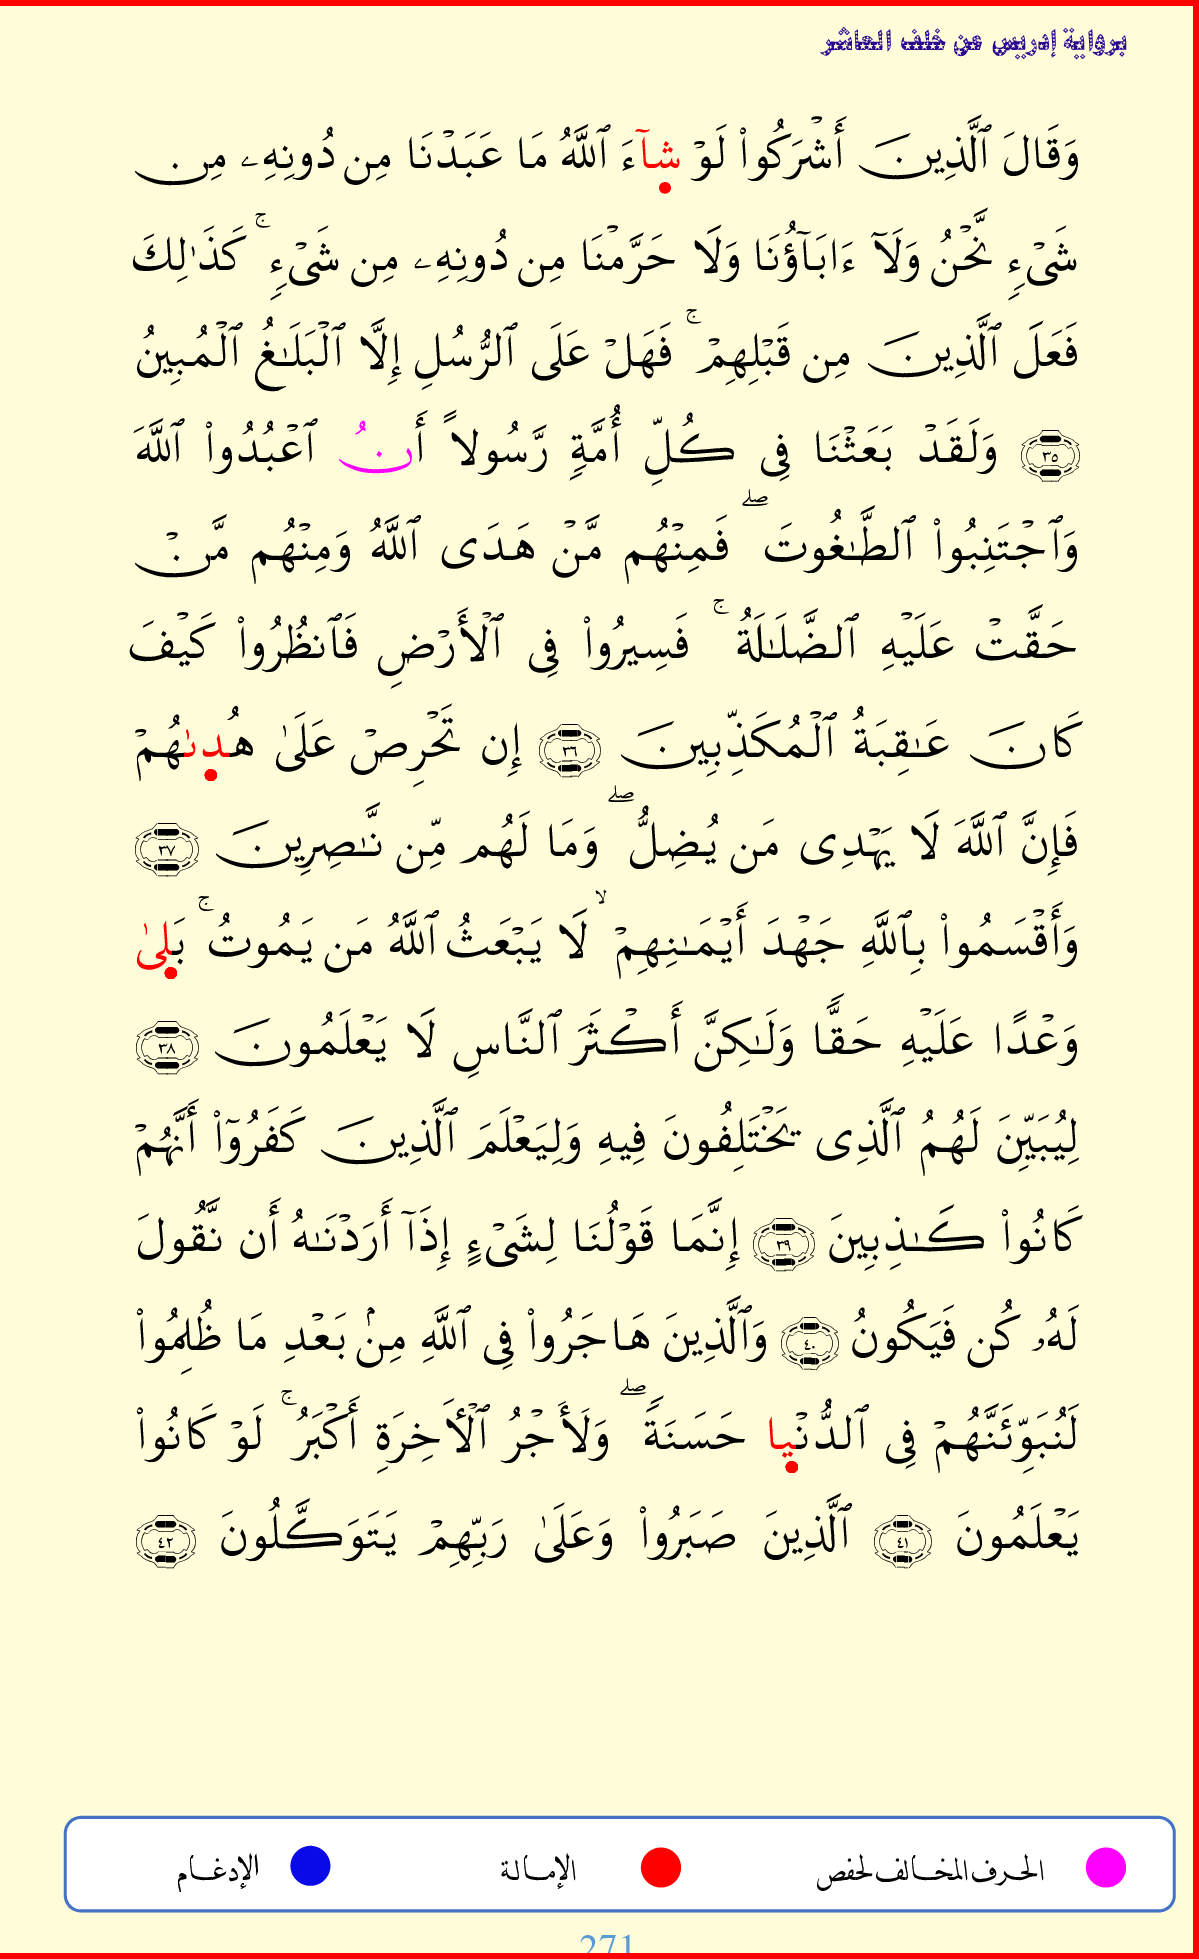 برواية إدريس عن خلف العاشر
وَقَالَ ٱلَّذِينَ أَشْرَكُوا۟ لَوْ شَآءَ ٱللَّهُ مَا عَبَدْنَا مِن دُونِهِۦ مِن
شَىْءٍ نَّحْنُ وَلَآ ءَابَآؤُنَا وَلَا حَرَّمْنَا مِن دُونِهِۦ مِن شَىْءٍ ۚ كَذَٰلِكَ
فَعَلَ ٱلَّذِينَ مِن قَبْلِهِمْ ۚ فَهَلْ عَلَى ٱلرُّسُلِ إِلَّا ٱلْبَلَـٰغُ ٱلْمُبِينُ
٣٥ وَلَقَدْ بَعَثْنَا فِى كُلِّ أُمَّةٍ رَّسُولًا أَنُ ٱعْبُدُوا۟ ٱللَّهَ
وَٱجْتَنِبُوا۟ ٱلطَّـٰغُوتَ ۖ فَمِنْهُم مَّنْ هَدَى ٱللَّهُ وَمِنْهُم مَّنْ
حَقَّتْ عَلَيْهِ ٱلضَّلَـٰلَةُ ۚ فَسِيرُوا۟ فِى ٱلْأَرْضِ فَٱنظُرُوا۟ كَيْفَ
كَانَ عَـٰقِبَةُ ٱلْمُكَذِّبِينَ ٣٦ إِن تَحْرِصْ عَلَىٰ هُدِىٰهُمْ
فَإِنَّ ٱللَّهَ لَا يَهْدِى مَن يُضِلُّ ۖ وَمَا لَهُم مِّن نَّـٰصِرِينَ ٣٧
وَأَقْسَمُوا۟ بِٱللَّهِ جَهْدَ أَيْمَـٰنِهِمْ ۙ لَا يَبْعَثُ ٱللَّهُ مَن يَمُوتُ ۚ بَلِىٰ
وَعْدًا عَلَيْهِ حَقًّا وَلَـٰكِنَّ أَكْثَرَ ٱلنَّاسِ لَا يَعْلَمُونَ ٣٨
لِيُبَيِّنَ لَهُمُ ٱلَّذِى يَخْتَلِفُونَ فِيهِ وَلِيَعْلَمَ ٱلَّذِينَ كَفَرُوٓا۟ أَنَّهُمْ
كَانُوا۟ كَـٰذِبِينَ ٣٩ إِنَّمَا قَوْلُنَا لِشَىْءٍ إِذَآ أَرَدْنَـٰهُ أَن نَّقُولَ
لَهُۥ كُن فَيَكُونُ ٤٠ وَٱلَّذِينَ هَاجَرُوا۟ فِى ٱللَّهِ مِنۢ بَعْدِ مَا ظُلِمُوا۟
لَنُبَوِّئَنَّهُمْ فِى ٱلدُّنْيِا حَسَنَةً ۖ وَلَأَجْرُ ٱلْأَخِرَةِ أَكْبَرُ ۚ لَوْ كَانُوا۟
يَعْلَمُونَ ٤١ ٱلَّذِينَ صَبَرُوا۟ وَعَلَىٰ رَبِّهِمْ يَتَوَكَّلُونَ ٤٢
الحرف المخالف لحفص الإمالة الإدغام
271